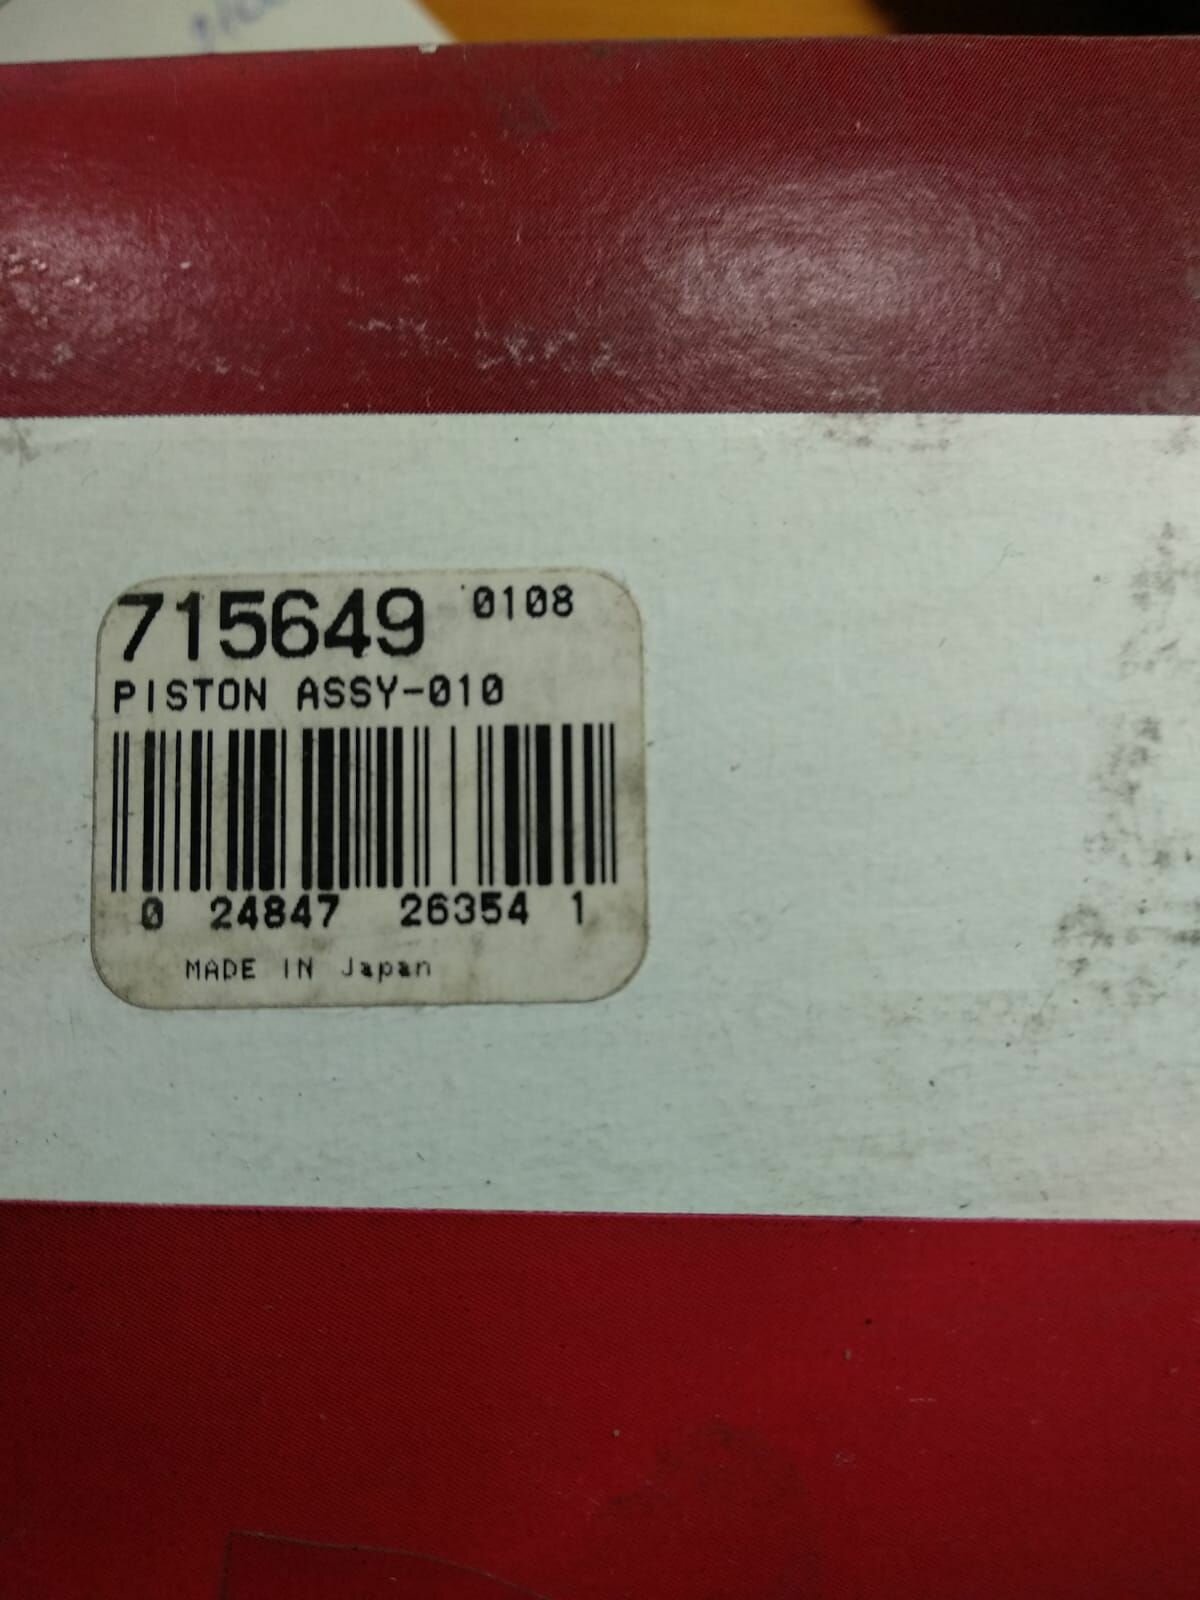 715649 0108
PISTON ASSY-010
0 24847 26354 1
MADE IN Japan